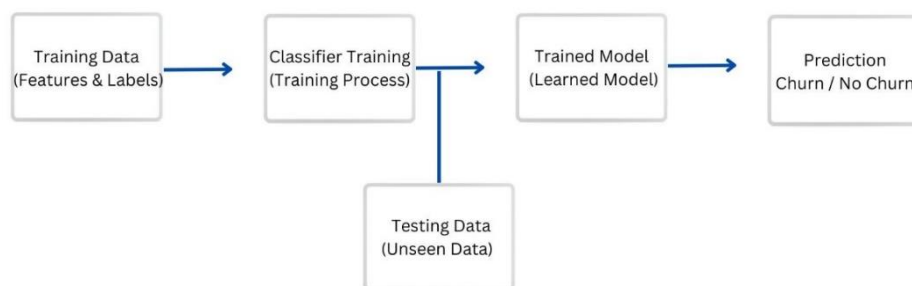 Training Data
(Features & Labels)
Classifier Training
(Training Process)
Trained Model
(Learned Model)
Prediction
Churn / No Churn
Testing Data
(Unseen Data)